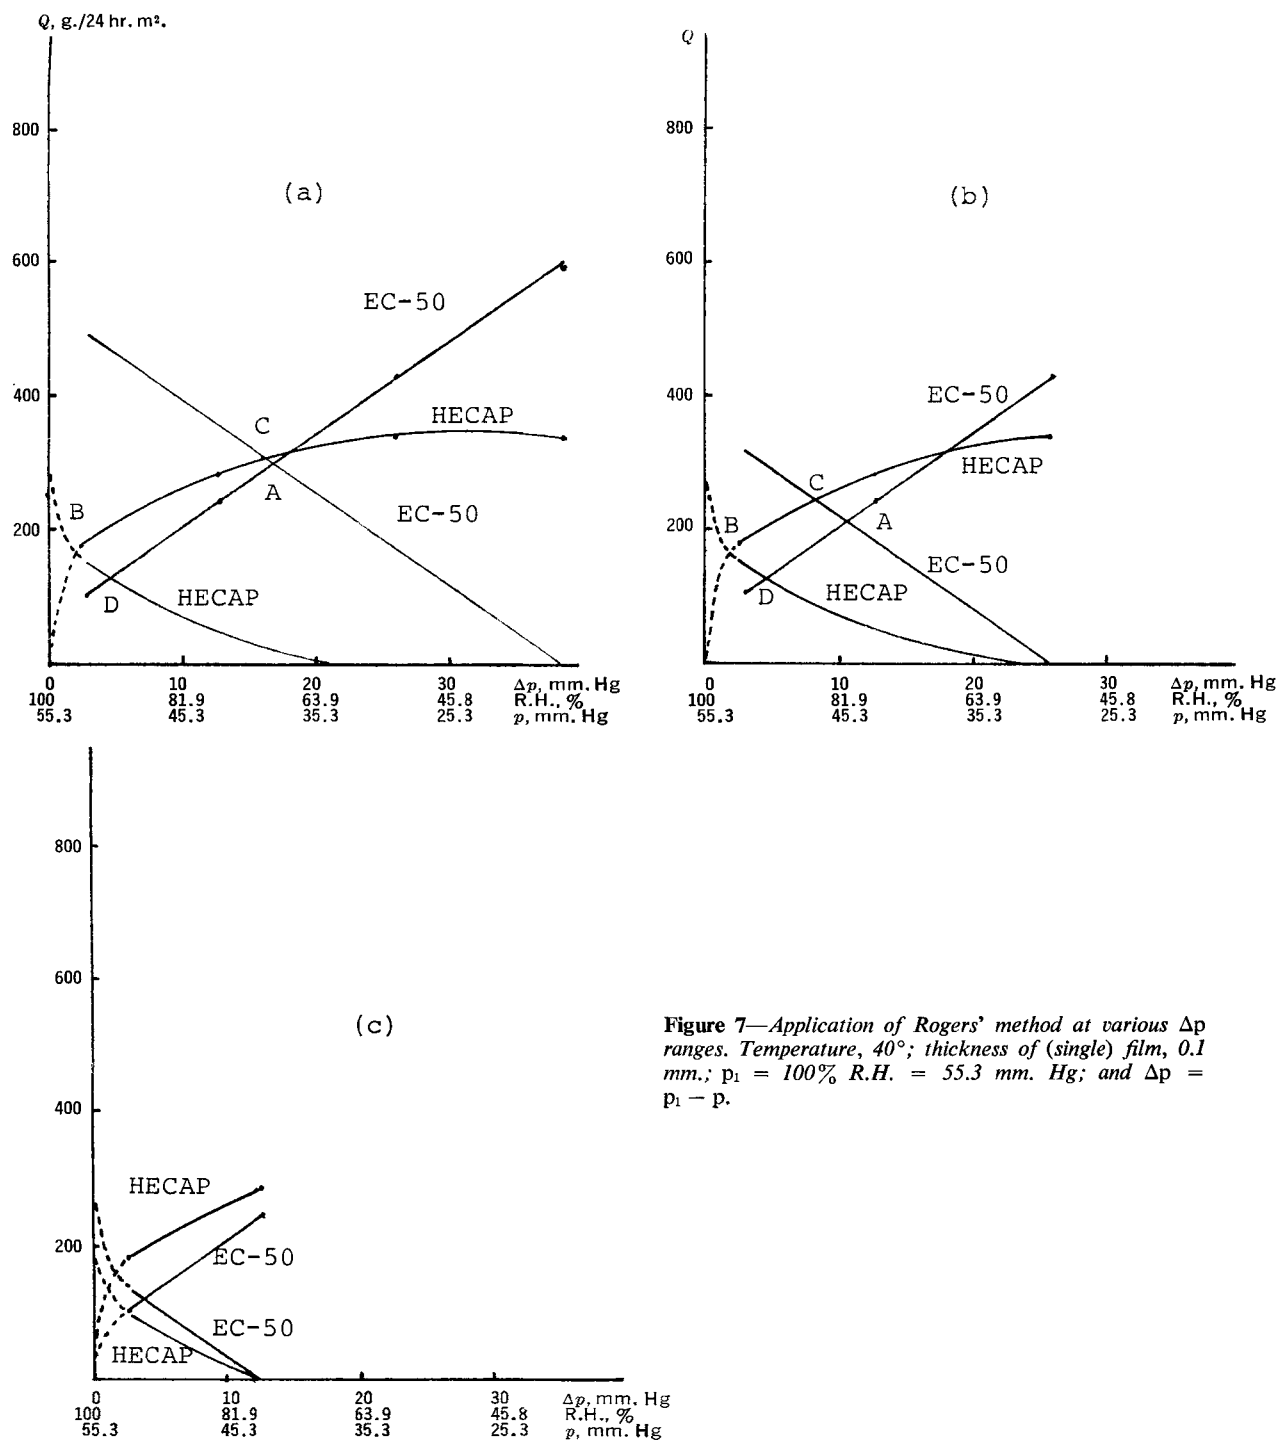 Q, g./24 hr. m².
800
600
400
200
(a)
EC-50
HECAP
C
A
EC-50
B
D
HECAP
0 10 20 30 Δp, mm. Hg
100 81.9 63.9 45.8 R.H., %
55.3 45.3 35.3 25.3 p, mm. Hg
Q
800
600
400
200
(b)
EC-50
HECAP
C
A
B
EC-50
D
HECAP
0 10 20 30 Δp, mm. Hg
100 81.9 63.9 45.8 R.H., %
55.3 45.3 35.3 25.3 p, mm. Hg
800
600
400
200
(c)
HECAP
EC-50
EC-50
HECAP
0 10 20 30 Δp, mm. Hg
100 81.9 63.9 45.8 R.H., %
55.3 45.3 35.3 25.3 p, mm. Hg
Figure 7—Application of Rogers' method at various Δp
ranges. Temperature, 40°; thickness of (single) film, 0.1
mm.; p₁ = 100% R.H. = 55.3 mm. Hg; and Δp =
p₁ − p.